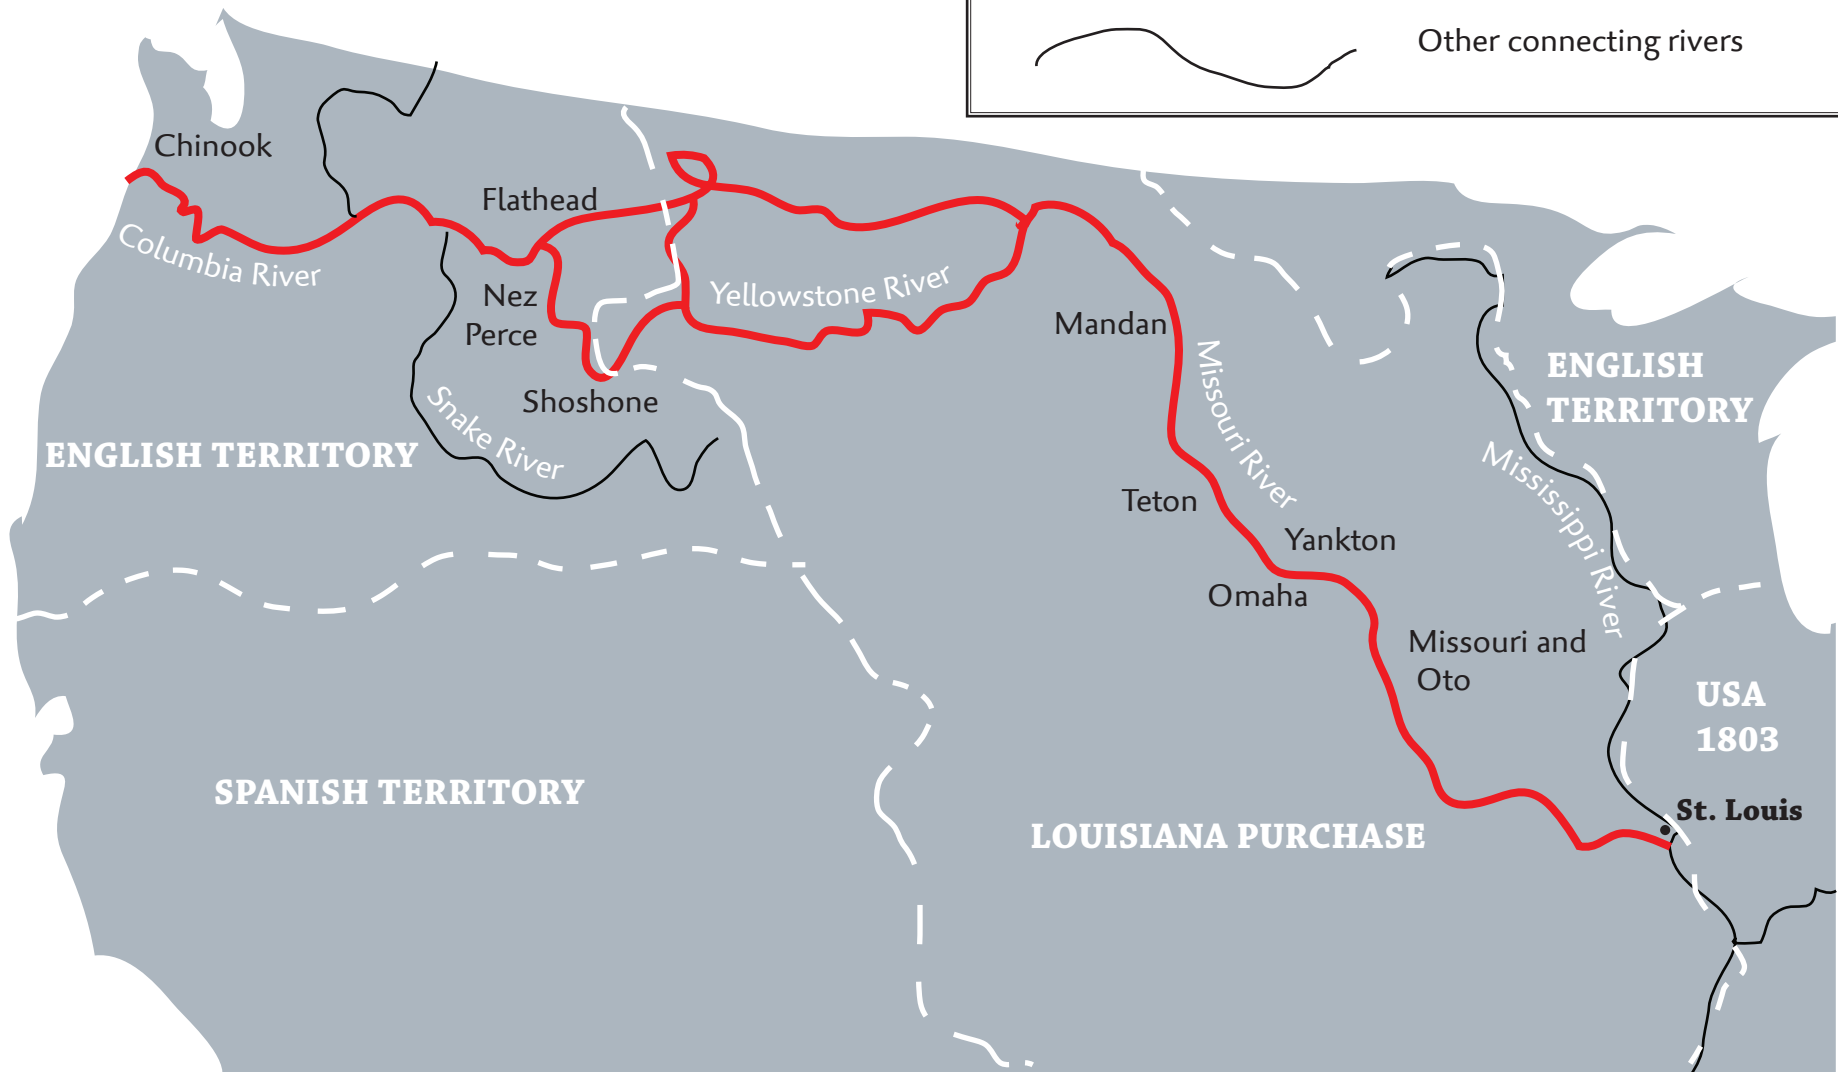 Other connecting rivers
Chinook
Flathead
Columbia River
Nez
Perce
Yellowstone River
Mandan
Missouri River
ENGLISH
TERRITORY
Shoshone
Snake River
ENGLISH TERRITORY
Mississippi River
Teton
Yankton
Omaha
Missouri and
Oto
USA
1803
SPANISH TERRITORY
St. Louis
LOUISIANA PURCHASE